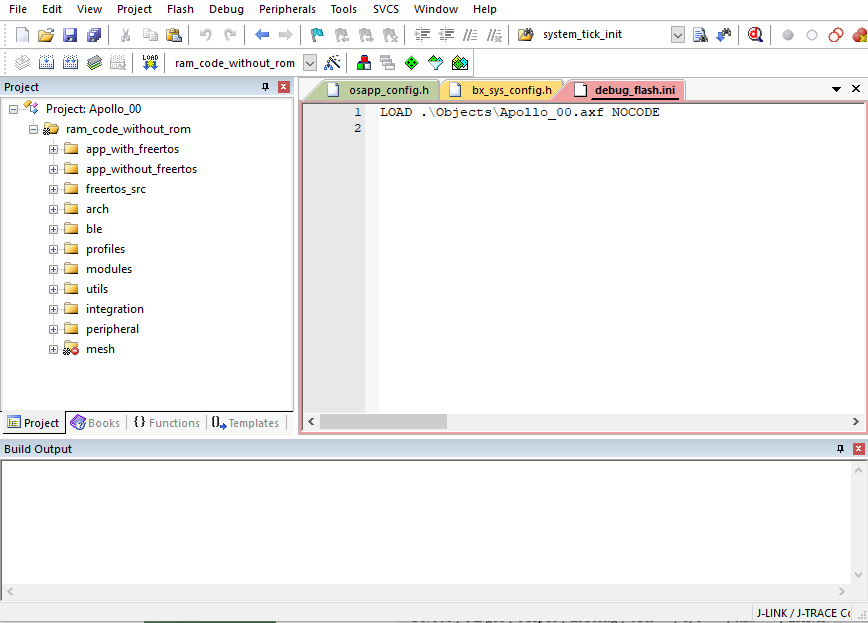 File Edit View J-Trace Project Flash Debug Peripherals Tools SVCS Window Help
system_tick_init
LOAD ram_code_without_rom
Project
osapp_config.h bx_sys_config.h debug_flash.ini
Project: Apollo_00
ram_code_without_rom
app_with_freertos
app_without_freertos
freertos_src
arch
ble
profiles
modules
utils
integration
peripheral
mesh
1 LOAD .\Objects\Apollo_00.axf NOCODE
2
Project Books {} Functions Templates
Build Output
J-LINK / J-TRACE Co